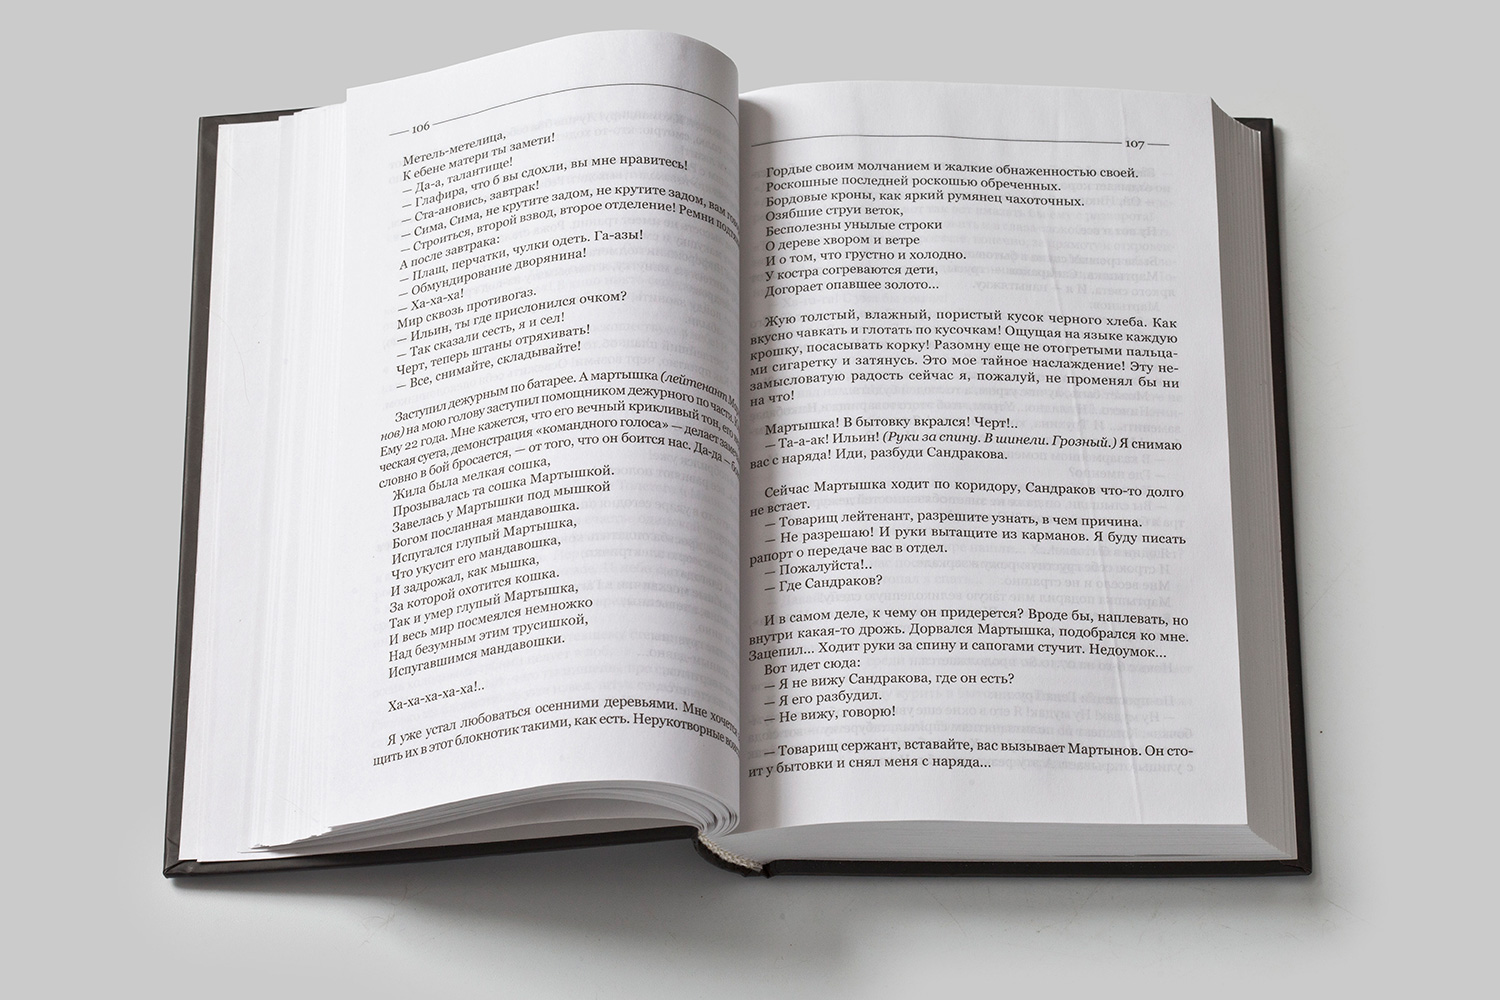 106
Метель-метелица,
К ебене матери ты замети!
— Да-а, талантище!
— Глафира, что б вы сдохли, вы мне нравитесь!
— Ста-ановись, завтрак!
— Сима, Сима, не крутите задом, не крутите задом, вам
— Строиться, второй взвод, второе отделение! Ремни
А после завтрака:
— Плащ, перчатки, чулки одеть. Га-азы!
— Обмундирование дворянина!
— Ха-ха-ха!
Мир сквозь противогаз.
— Ильин, ты где прислонился очком?
— Так сказали сесть, я и сел!
Черт, теперь штаны отряхивать!
— Все, снимайте, складывайте!
Заступил дежурным по батарее. А мартышка (лейтенант
нов) на мою голову заступил помощником дежурного по части.
Ему 22 года. Мне кажется, что его вечный крикливый тон, его
ческая суета, демонстрация «командного голоса» — делает
словно в бой бросается, — от того, что он боится нас. Да-да —
Жила была мелкая сошка,
Прозывалась та сошка Мартышкой.
Завелась у Мартышки под мышкой
Богом посланная мандавошка.
Испугался глупый Мартышка,
Что укусит его мандавошка,
И задрожал, как мышка,
За которой охотится кошка.
Так и умер глупый Мартышка,
И весь мир посмеялся немножко
Над безумным этим трусишкой,
Испугавшимся мандавошки.
Ха-ха-ха-ха-ха!..
Я уже устал любоваться осенними деревьями. Мне хочется
щить их в этот блокнотик такими, как есть. Нерукотворные
107
Гордые своим молчанием и жалкие обнаженностью своей.
Роскошные последней роскошью обреченных.
Бордовые кроны, как яркий румянец чахоточных.
Озябшие струи веток,
Бесполезны унылые строки
О дереве хвором и ветре
И о том, что грустно и холодно.
У костра согреваются дети,
Догорает опавшее золото...
Жую толстый, влажный, пористый кусок черного хлеба. Как
вкусно чавкать и глотать по кусочкам! Ощущая на языке каждую
крошку, посасывать корку! Разомну еще не отогретыми пальца-
ми сигаретку и затянусь. Это мое тайное наслаждение! Эту не-
замысловатую радость сейчас я, пожалуй, не променял бы ни
на что!
Мартышка! В бытовку вкрался! Черт!..
— Та-а-ак! Ильин! (Руки за спину. В шинели. Грозный.) Я снимаю
вас с наряда! Иди, разбуди Сандракова.
Сейчас Мартышка ходит по коридору, Сандраков что-то долго
не встает.
— Товарищ лейтенант, разрешите узнать, в чем причина.
— Не разрешаю! И руки вытащите из карманов. Я буду писать
рапорт о передаче вас в отдел.
— Пожалуйста!..
— Где Сандраков?
И в самом деле, к чему он придерется? Вроде бы, наплевать, но
внутри какая-то дрожь. Дорвался Мартышка, подобрался ко мне.
Зацепил... Ходит руки за спину и сапогами стучит. Недоумок...
Вот идет сюда:
— Я не вижу Сандракова, где он есть?
— Я его разбудил.
— Не вижу, говорю!
— Товарищ сержант, вставайте, вас вызывает Мартынов. Он сто-
ит у бытовки и снял меня с наряда...